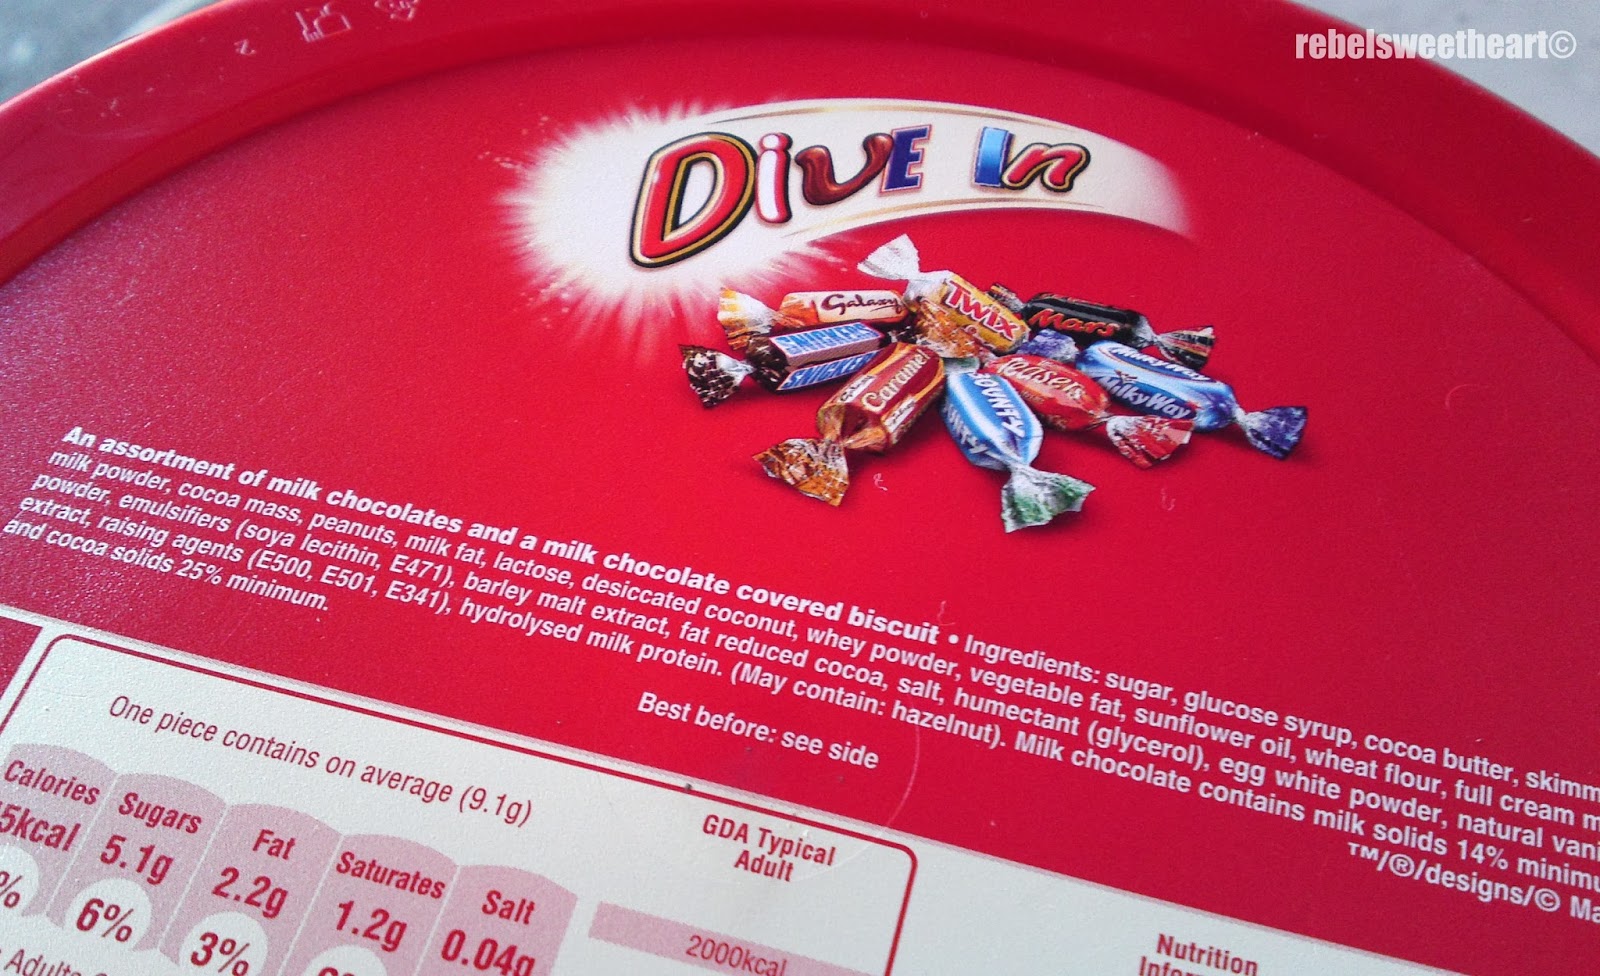 rebelsweetheart©
2
Dive In
Galaxy
TWIX
Mars
SNICKERS
SNICKERS
Caramel
BOUNTY
Milky Way
An assortment of milk chocolates and a milk chocolate covered biscuit • Ingredients: sugar, glucose syrup, cocoa butter, skimm
milk powder, cocoa mass, peanuts, milk fat, lactose, desiccated coconut, whey powder, vegetable fat, sunflower oil, wheat flour, full cream m
powder, emulsifiers (soya lecithin, E471), barley malt extract, fat reduced cocoa, salt, humectant (glycerol), egg white powder, natural vani
extract, raising agents (E500, E501, E341), hydrolysed milk protein. (May contain: hazelnut). Milk chocolate contains milk solids 14% minimu
and cocoa solids 25% minimum.
™/®/designs/© Ma
Best before: see side
One piece contains on average (9.1g)
Calories
5kcal
%
Sugars
5.1g
6%
Fat
2.2g
3%
Saturates
1.2g
Salt
0.04g
GDA Typical
Adult
2000kcal
Nutrition
Adults